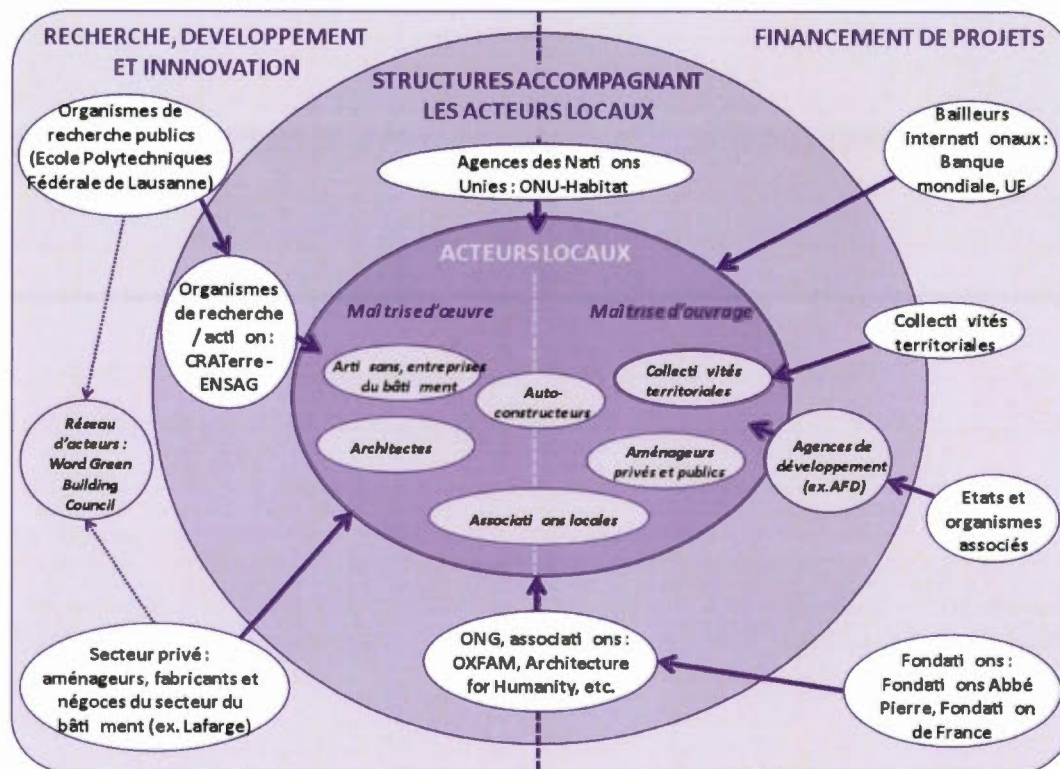 RECHERCHE, DEVELOPPEMENT
ET INNNOVATION
FINANCEMENT DE PROJETS
STRUCTURES ACCOMPAGNANT
LES ACTEURS LOCAUX
Organismes de
recherche publics
(Ecole Polytechniques
Fédérale de Lausanne)
Agences des Nati ons
Unies : ONU-Habitat
Bailleurs
internati onaux :
Banque
mondiale, UE
ACTEURS LOCAUX
Organismes
de recherche
/ acti on :
CRATerre -
ENSAG
Maîtrise d'œuvre
Maîtrise d'ouvrage
Collecti vités
territoriales
Arti sans, entreprises
du bâti ment
Auto-
constructeurs
Collecti vités
territoriales
Réseau
d'acteurs :
Word Green
Building
Council
Architectes
Aménageurs
privés et publics
Agences de
développement
(ex. AFD)
Associati ons locales
Etats et
organismes
associés
Secteur privé :
aménageurs, fabricants et
négoces du secteur du
bâti ment (ex. Lafarge)
ONG, associati ons :
OXFAM, Architecture
for Humanity, etc.
Fondati ons :
Fondati ons Abbé
Pierre, Fondati on
de France